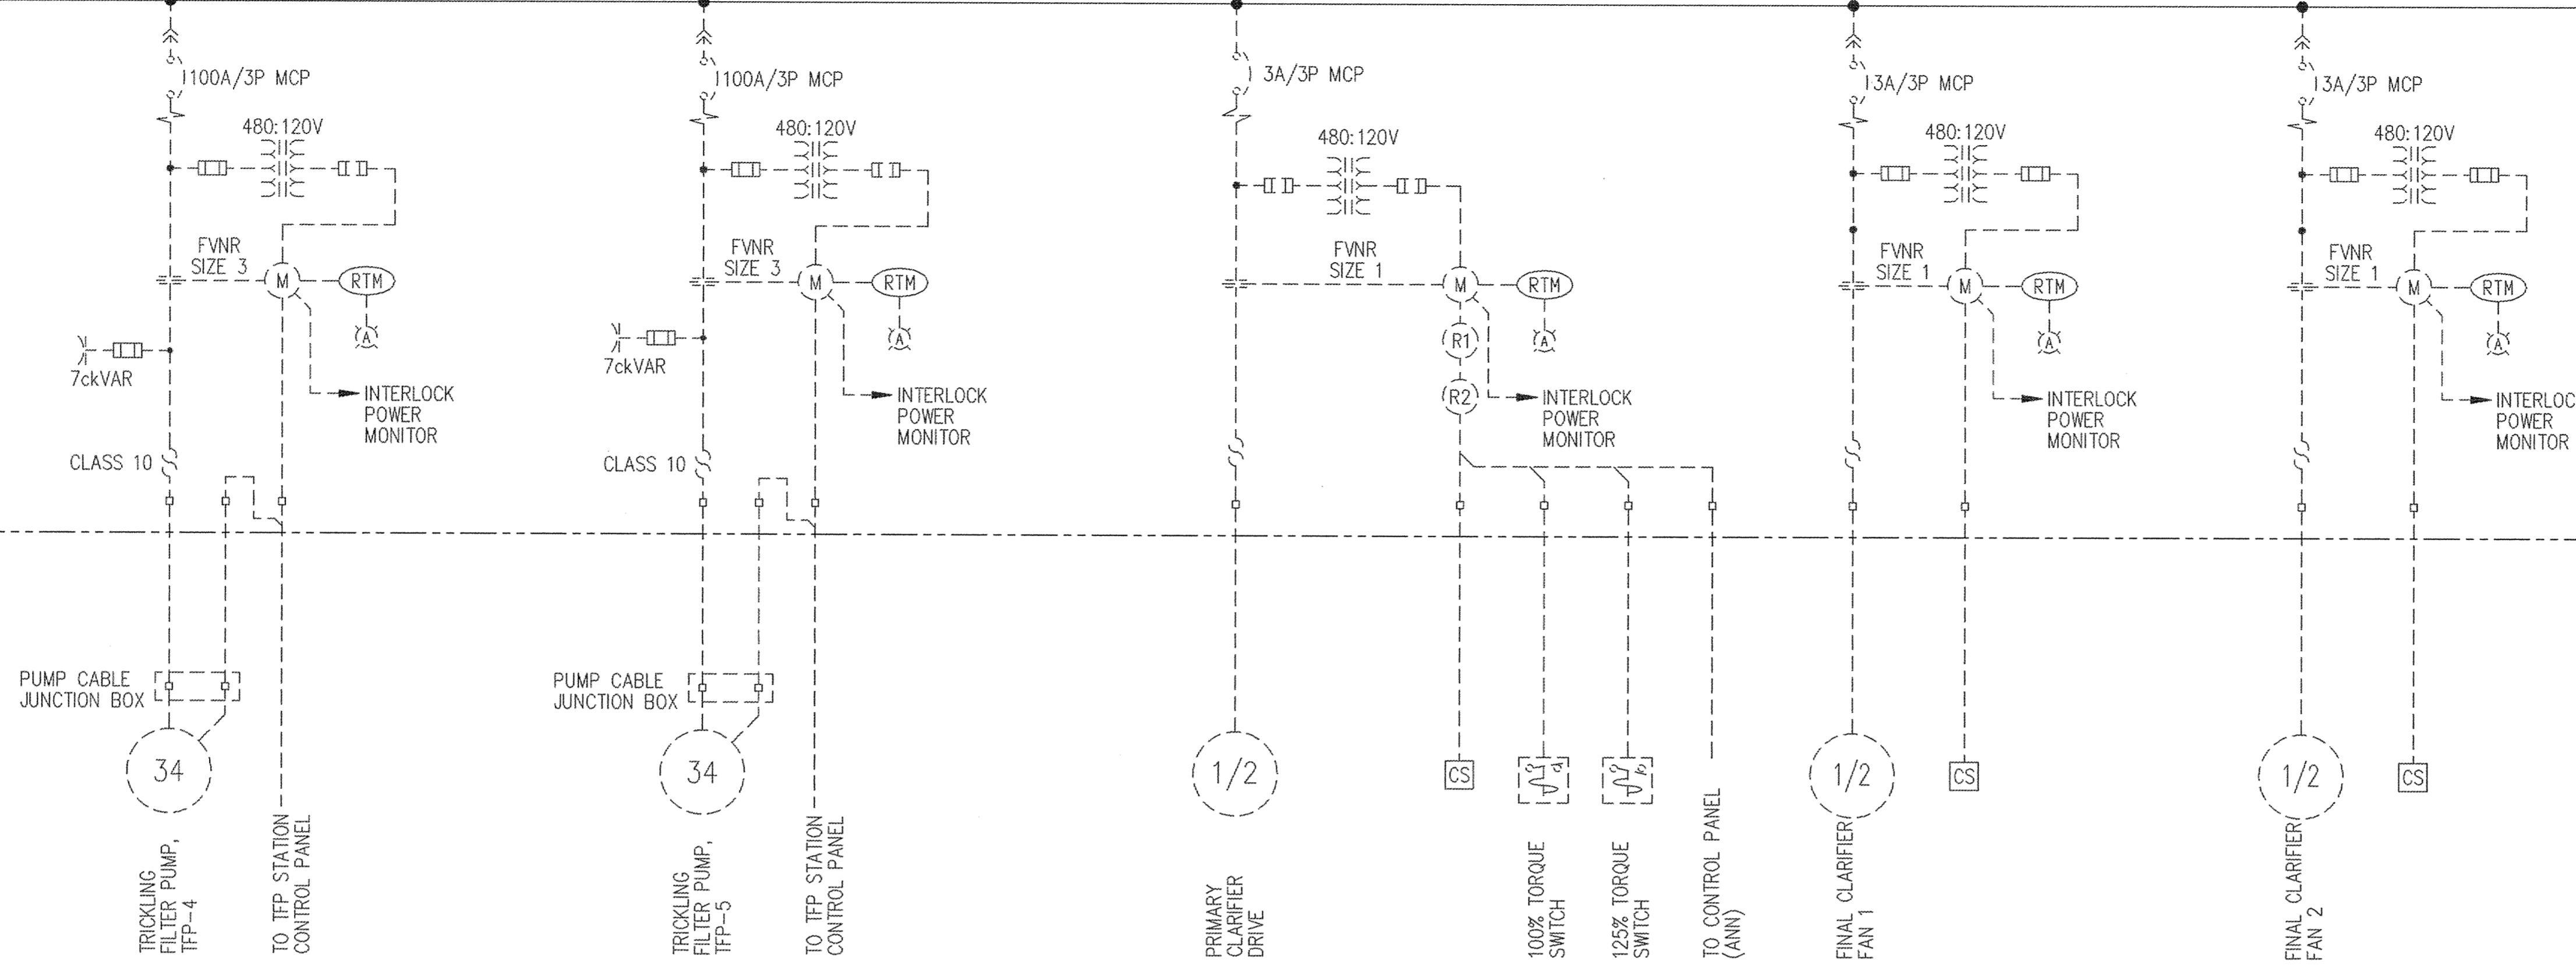 100A/3P MCP
480:120V
FVNR
SIZE 3
M
RTM
A
7ckVAR
INTERLOCK
POWER
MONITOR
CLASS 10
PUMP CABLE
JUNCTION BOX
34
TRICKLING
FILTER PUMP,
TFP-4
TO TFP STATION
CONTROL PANEL
100A/3P MCP
480:120V
FVNR
SIZE 3
M
RTM
A
7ckVAR
INTERLOCK
POWER
MONITOR
CLASS 10
PUMP CABLE
JUNCTION BOX
34
TRICKLING
FILTER PUMP,
TFP-5
TO TFP STATION
CONTROL PANEL
3A/3P MCP
480:120V
FVNR
SIZE 1
M
RTM
R1
A
R2
INTERLOCK
POWER
MONITOR
1/2
CS
PRIMARY
CLARIFIER
DRIVE
100% TORQUE
SWITCH
125% TORQUE
SWITCH
TO CONTROL PANEL
(ANN)
3A/3P MCP
480:120V
FVNR
SIZE 1
M
RTM
A
INTERLOCK
POWER
MONITOR
1/2
CS
FINAL CLARIFIER
FAN 1
3A/3P MCP
480:120V
FVNR
SIZE 1
M
RTM
A
INTERLOC
POWER
MONITOR
1/2
CS
FINAL CLARIFIER
FAN 2